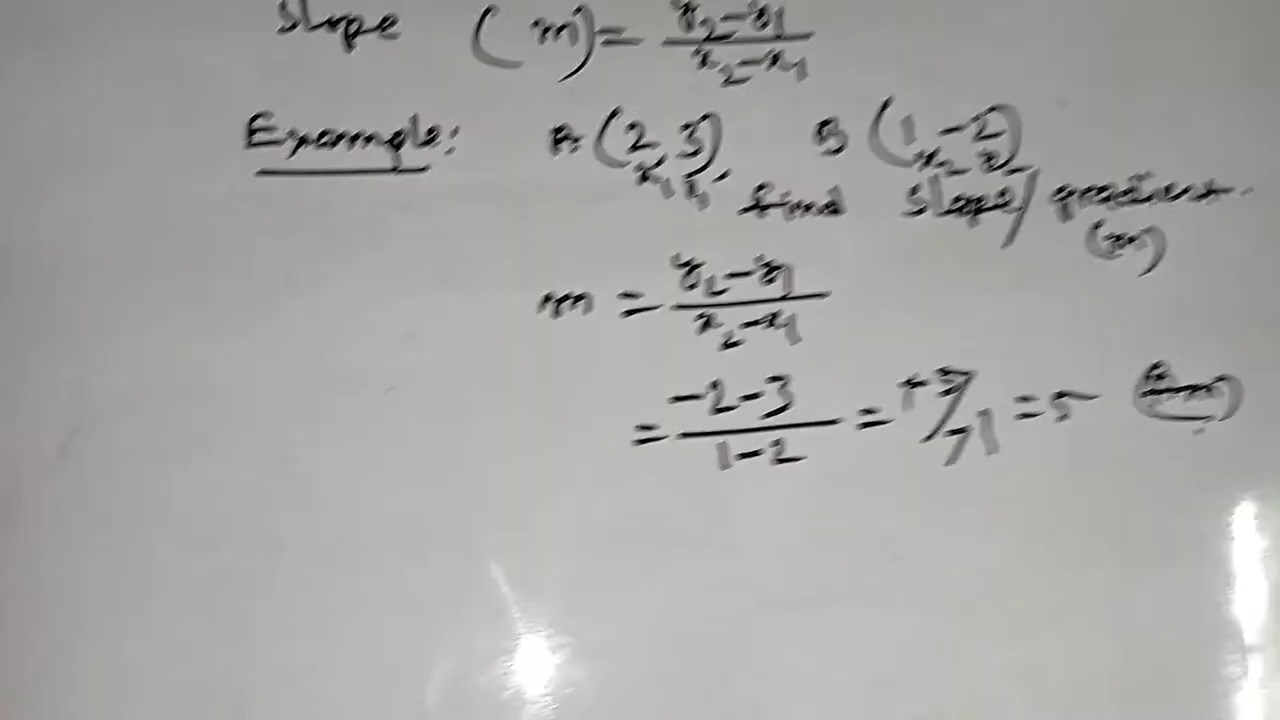 Slope (m) = y₂-y₁ / x₂-x₁
Example: A (2, 3) B (1, -2)
x₁ y₁ x₂ y₂
find slope/ gradient.
(m)
m = y₂-y₁ / x₂-x₁
= -2-3 / 1-2 = +5/+1 = 5 (Ans)